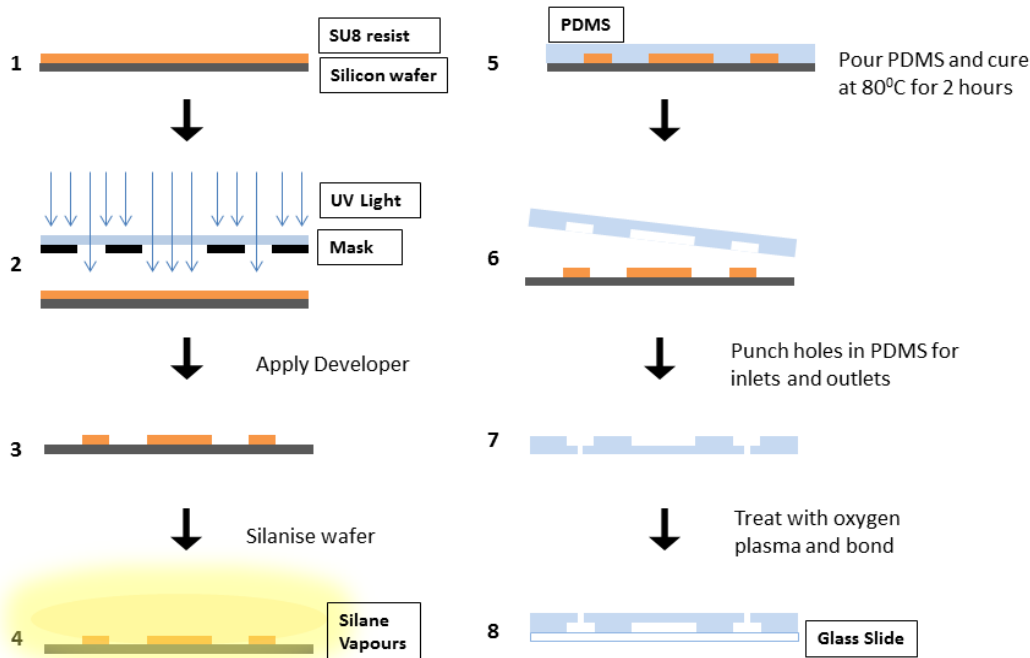 1
SU8 resist
Silicon wafer
2
UV Light
Mask
Apply Developer
3
Silanise wafer
4
Silane
Vapours
PDMS
5
Pour PDMS and cure
at 80⁰C for 2 hours
6
Punch holes in PDMS for
inlets and outlets
7
Treat with oxygen
plasma and bond
8
Glass Slide